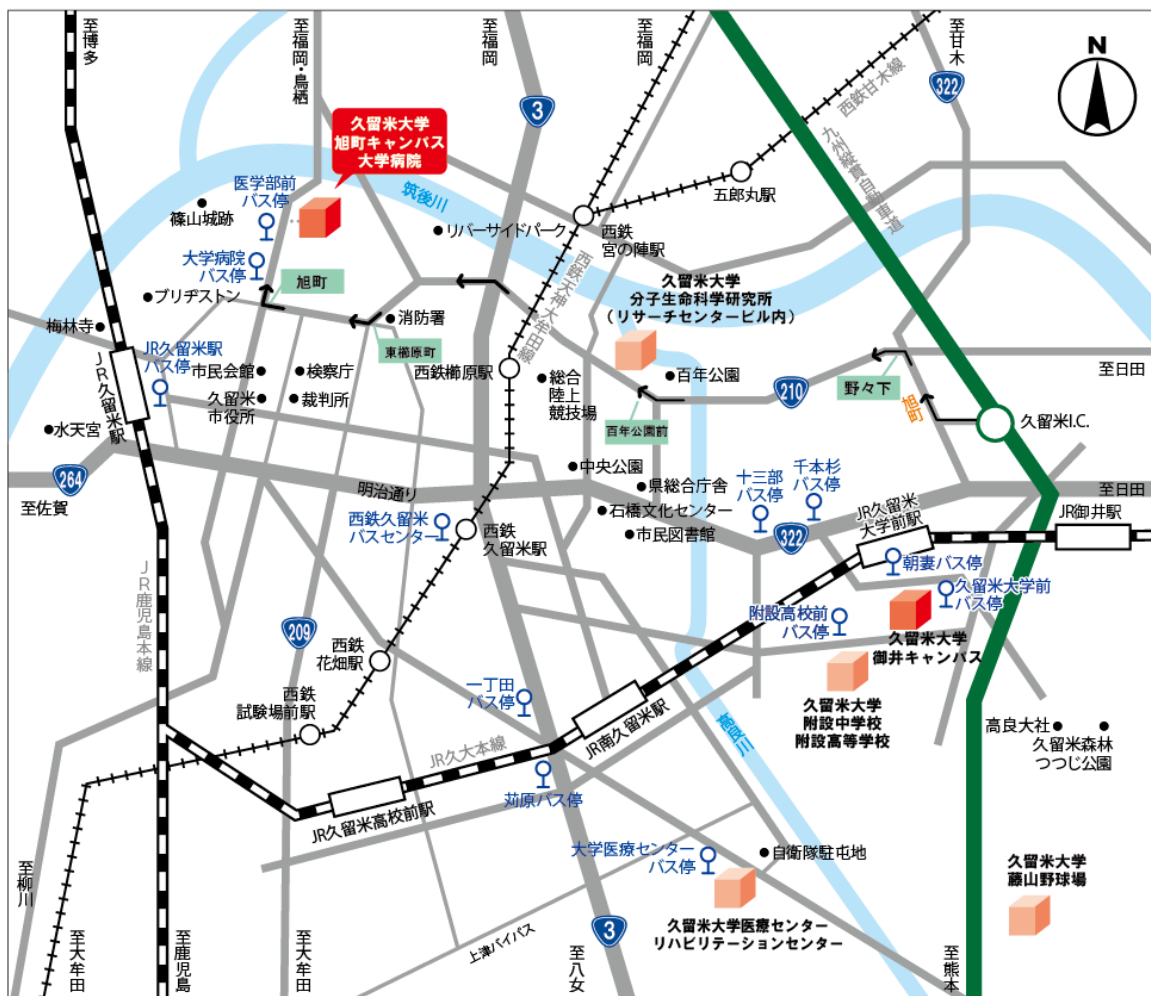 至博多
至福岡・鳥栖
至福岡
至福岡
至甘木
N
3
322
西鉄甘木線
九州縦貫自動車道
久留米大学
旭町キャンパス
大学病院
医学部前
バス停
篠山城跡
筑後川
五郎丸駅
リバーサイドパーク
西鉄
宮の陣駅
大学病院
バス停
旭町
西鉄天神大牟田線
久留米大学
分子生命科学研究所
(リサーチセンタービル内)
ブリヂストン
消防署
梅林寺
JR久留米駅
バス停
東櫛原町
西鉄櫛原駅
市民会館
検察庁
総合
陸上
競技場
百年公園
210
野々下
至日田
JR久留米駅
久留米
市役所
裁判所
旭町
久留米I.C.
水天宮
百年公園前
264
至佐賀
明治通り
中央公園
県総合庁舎
十三部
バス停
千本杉
バス停
至日田
石橋文化センター
西鉄久留米
バスセンター
西鉄
久留米駅
市民図書館
322
JR久留米
大学前駅
JR御井駅
朝妻バス停
久留米大学前
バス停
JR鹿児島本線
209
附設高校前
バス停
久留米大学
御井キャンパス
西鉄
花畑駅
西鉄
試験場前駅
一丁田
バス停
JR南久留米駅
久留米大学
附設中学校
附設高等学校
高良川
高良大社
久留米森林
つつじ公園
JR久大本線
苅原バス停
JR久留米高校前駅
大学医療センター
バス停
自衛隊駐屯地
久留米大学
藤山野球場
至柳川
久留米大学医療センター
リハビリテーションセンター
3
上津バイパス
至大牟田
至鹿児島
至大牟田
至八女
至熊本